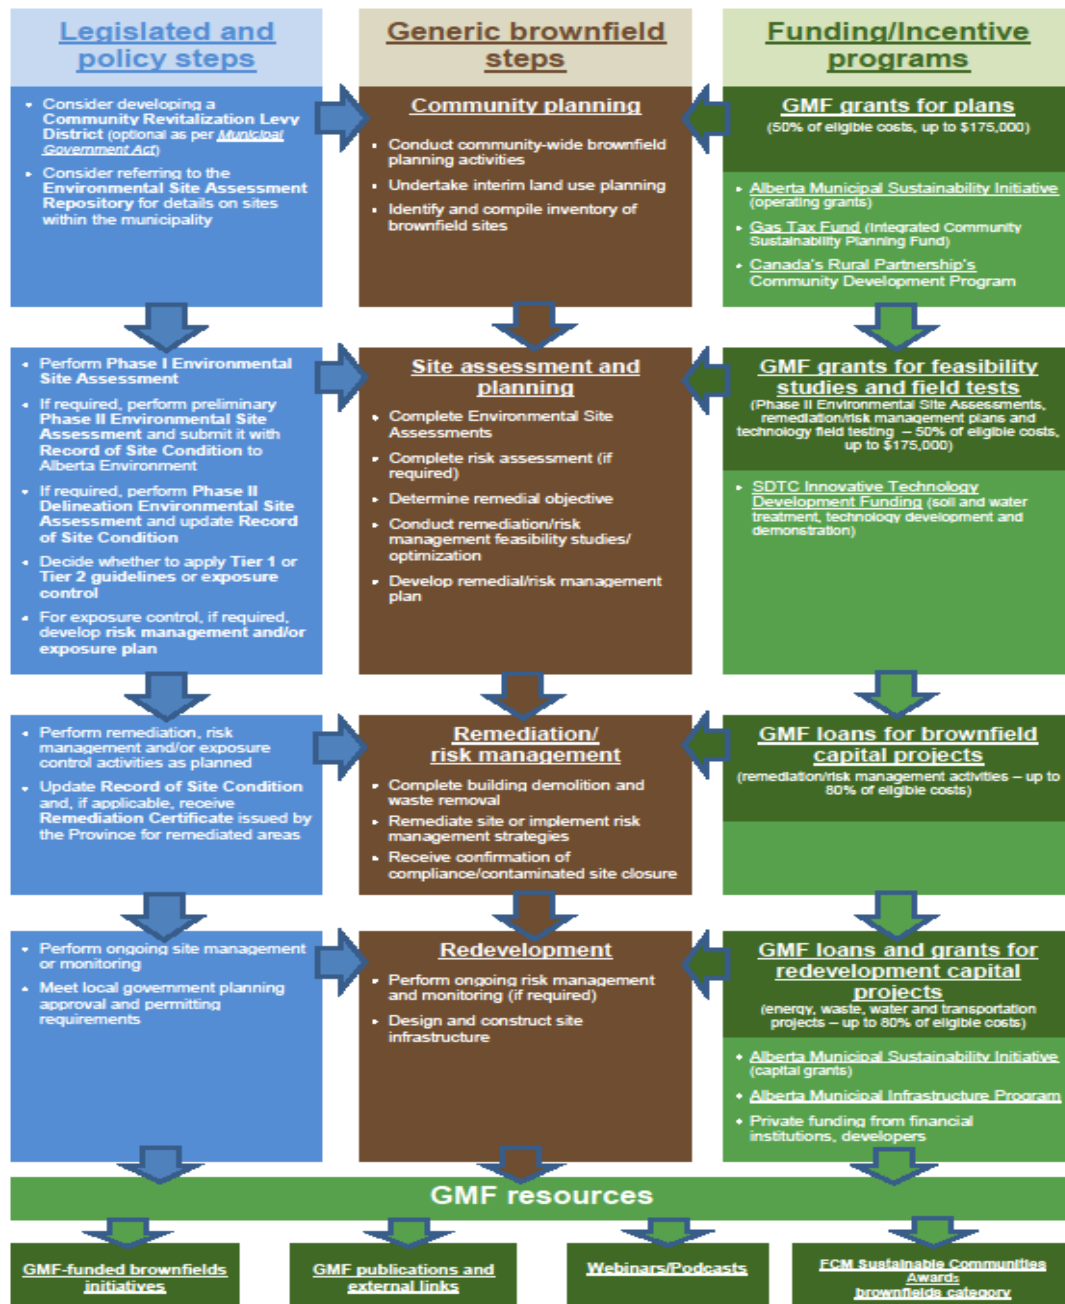 Legislated and
policy steps
Generic brownfield
steps
Funding/Incentive
programs
• Consider developing a
Community Revitalization Levy
District (optional as per Municipal
Government Act)
• Consider referring to the
Environmental Site Assessment
Repository for details on sites
within the municipality
Community planning
• Conduct community-wide brownfield
planning activities
• Undertake interim land use planning
• Identify and compile inventory of
brownfield sites
GMF grants for plans
(50% of eligible costs, up to $175,000)
• Alberta Municipal Sustainability Initiative
(operating grants)
• Gas Tax Fund (Integrated Community
Sustainability Planning Fund)
• Canada's Rural Partnership's
Community Development Program
• Perform Phase I Environmental
Site Assessment
• If required, perform preliminary
Phase II Environmental Site
Assessment and submit it with
Record of Site Condition to
Alberta Environment
• If required, perform Phase II
Delineation Environmental Site
Assessment and update Record
of Site Condition
• Decide whether to apply Tier 1 or
Tier 2 guidelines or exposure
control
• For exposure control, if required,
develop risk management and/or
exposure plan
Site assessment and
planning
• Complete Environmental Site
Assessments
• Complete risk assessment (if
required)
• Determine remedial objective
• Conduct remediation/risk
management feasibility studies/
optimization
• Develop remedial/risk management
plan
GMF grants for feasibility
studies and field tests
(Phase II Environmental Site Assessments,
remediation/risk management plans and
technology field testing – 50% of eligible costs,
up to $175,000)
• SDTC Innovative Technology
Development Funding (soil and water
treatment, technology development and
demonstration)
• Perform remediation, risk
management and/or exposure
control activities as planned
• Update Record of Site Condition
and, if applicable, receive
Remediation Certificate issued by
the Province for remediated areas
Remediation/
risk management
• Complete building demolition and
waste removal
• Remediate site or implement risk
management strategies
• Receive confirmation of
compliance/contaminated site closure
GMF loans for brownfield
capital projects
(remediation/risk management activities – up to
80% of eligible costs)
• Perform ongoing site management
or monitoring
• Meet local government planning
approval and permitting
requirements
Redevelopment
• Perform ongoing risk management
and monitoring (if required)
• Design and construct site
infrastructure
GMF loans and grants for
redevelopment capital
projects
(energy, waste, water and transportation
projects – up to 80% of eligible costs)
• Alberta Municipal Sustainability Initiative
(capital grants)
• Alberta Municipal Infrastructure Program
• Private funding from financial
institutions, developers
GMF resources
GMF-funded brownfields
initiatives
GMF publications and
external links
Webinars/Podcasts
FCM Sustainable Communities
Awards
brownfields category